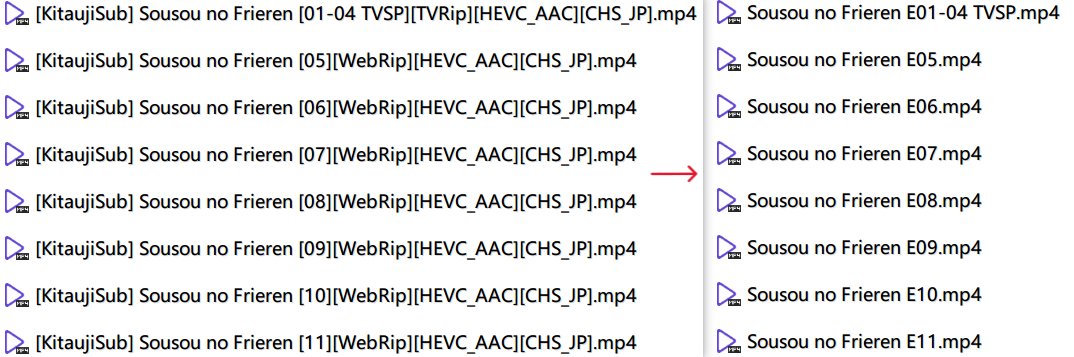 [KitaujiSub] Sousou no Frieren [01-04 TVSP][TVRip][HEVC_AAC][CHS_JP].mp4
[KitaujiSub] Sousou no Frieren [05][WebRip][HEVC_AAC][CHS_JP].mp4
[KitaujiSub] Sousou no Frieren [06][WebRip][HEVC_AAC][CHS_JP].mp4
[KitaujiSub] Sousou no Frieren [07][WebRip][HEVC_AAC][CHS_JP].mp4
[KitaujiSub] Sousou no Frieren [08][WebRip][HEVC_AAC][CHS_JP].mp4
[KitaujiSub] Sousou no Frieren [09][WebRip][HEVC_AAC][CHS_JP].mp4
[KitaujiSub] Sousou no Frieren [10][WebRip][HEVC_AAC][CHS_JP].mp4
[KitaujiSub] Sousou no Frieren [11][WebRip][HEVC_AAC][CHS_JP].mp4
Sousou no Frieren E01-04 TVSP.mp4
Sousou no Frieren E05.mp4
Sousou no Frieren E06.mp4
Sousou no Frieren E07.mp4
Sousou no Frieren E08.mp4
Sousou no Frieren E09.mp4
Sousou no Frieren E10.mp4
Sousou no Frieren E11.mp4